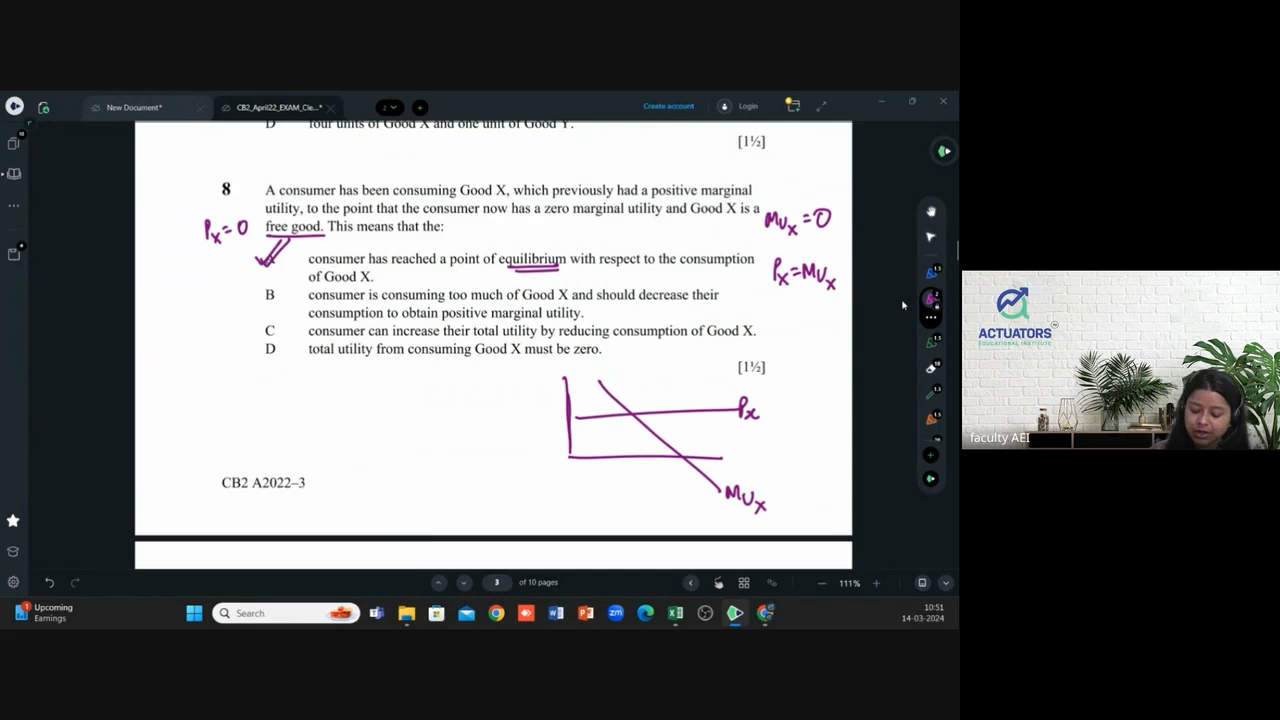 New Document*
CB2_April22_EXAM_Cle...*
2
Create account
Login
D four units of Good X and one unit of Good Y.
[1½]
8 A consumer has been consuming Good X, which previously had a positive marginal
utility, to the point that the consumer now has a zero marginal utility and Good X is a
free good. This means that the:
Px=0
MUx=0
consumer has reached a point of equilibrium with respect to the consumption
of Good X.
Px=MUx
B consumer is consuming too much of Good X and should decrease their
consumption to obtain positive marginal utility.
C consumer can increase their total utility by reducing consumption of Good X.
D total utility from consuming Good X must be zero.
[1½]
Px
MUx
CB2 A2022–3
ACTUATORS
EDUCATIONAL INSTITUTE
faculty AEI
3 of 10 pages
111%
Upcoming
Earnings
Search
10:51
14-03-2024